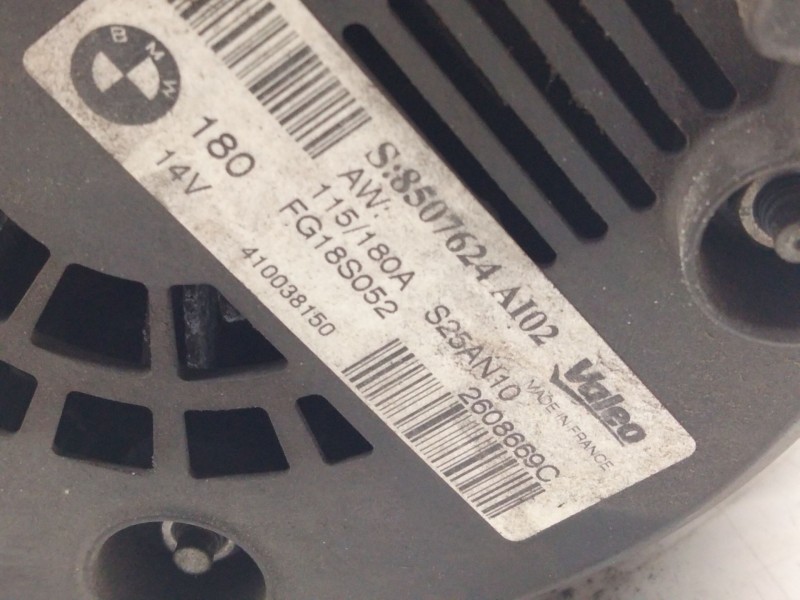 BMW
180
14V
S:8507624 AI02
AW:
115/180A S25AN10
FG18S052 2608669C
410038150
Valeo
MADE IN FRANCE